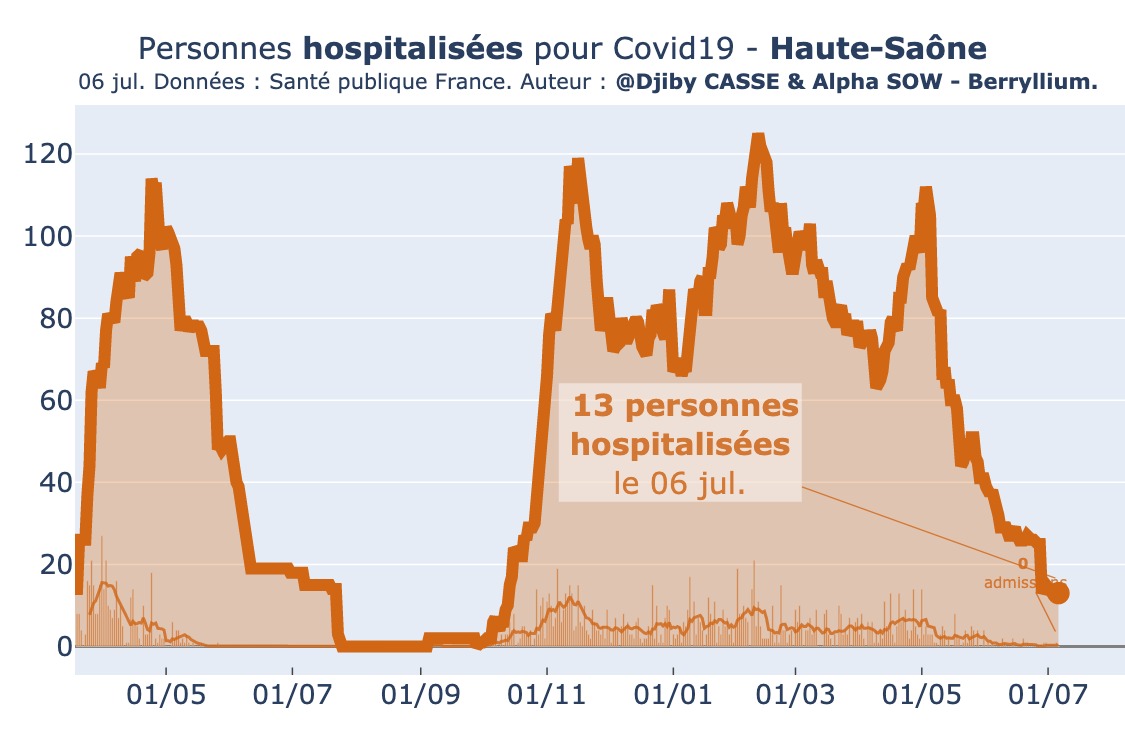 Personnes hospitalisées pour Covid19 - Haute-Saône
06 jul. Données : Santé publique France. Auteur : @Djiby CASSE & Alpha SOW - Berryllium.
120
100
80
60
40
20
0
13 personnes
hospitalisées
le 06 jul.
0
admissions
01/05 01/07 01/09 01/11 01/01 01/03 01/05 01/07